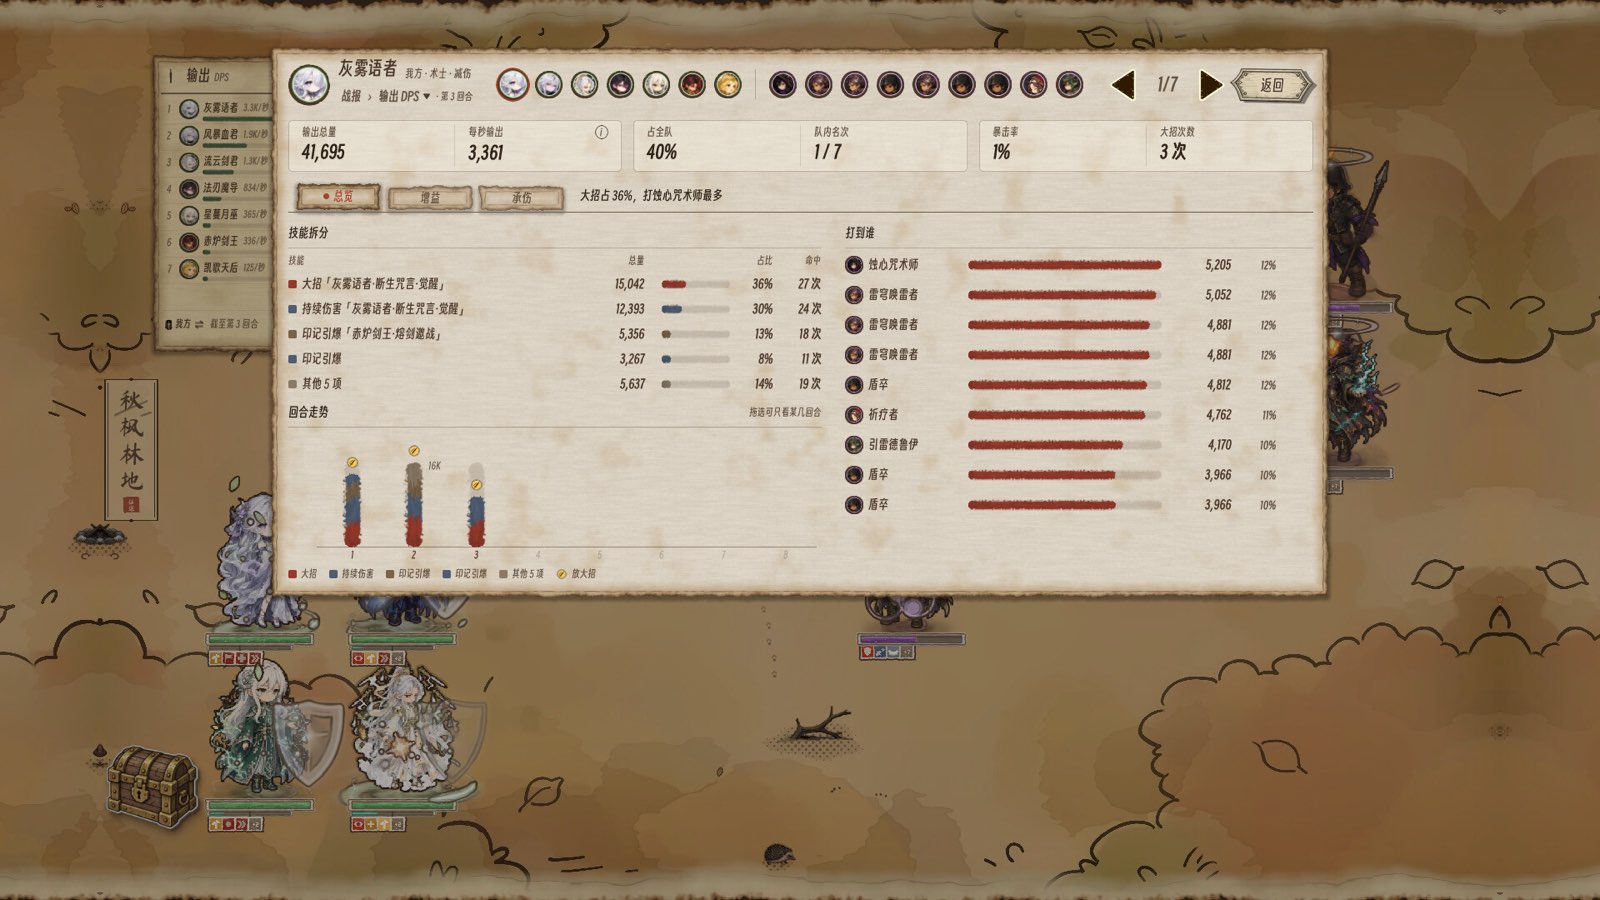 输出 DPS
1 灰雾语者 3.3K/秒
2 风暴血君 1.9K/秒
3 流云剑君 1.3K/秒
4 法刃魔导 834/秒
5 星蔓月巫 365/秒
6 赤炉剑王 336/秒
7 凯歌天后 125/秒
我方 ⇌ 截至第 3 回合
灰雾语者 我方 · 术士 · 减伤
战报 › 输出 DPS ▾ · 第 3 回合
1/7
返回
输出总量 每秒输出 占全队 队内名次 暴击率 大招次数
41,695 3,361 40% 1 / 7 1% 3 次
总览 增益 承伤 大招占 36%，打蚀心咒术师最多
技能拆分
技能 总量 占比 命中
大招「灰雾语者·断生咒言·觉醒」 15,042 36% 27 次
持续伤害「灰雾语者·断生咒言·觉醒」 12,393 30% 24 次
印记引爆「赤炉剑王·熔剑邀战」 5,356 13% 18 次
印记引爆 3,267 8% 11 次
其他 5 项 5,637 14% 19 次
回合走势 拖选可只看某几回合
16K
1 2 3 4 5 6 7 8
大招 持续伤害 印记引爆 印记引爆 其他 5 项 放大招
打到谁
蚀心咒术师 5,205 12%
雷穹唤雷者 5,052 12%
雷穹唤雷者 4,881 12%
雷穹唤雷者 4,881 12%
盾卒 4,812 12%
祈疗者 4,762 11%
引雷德鲁伊 4,170 10%
盾卒 3,966 10%
盾卒 3,966 10%
秋枫林地